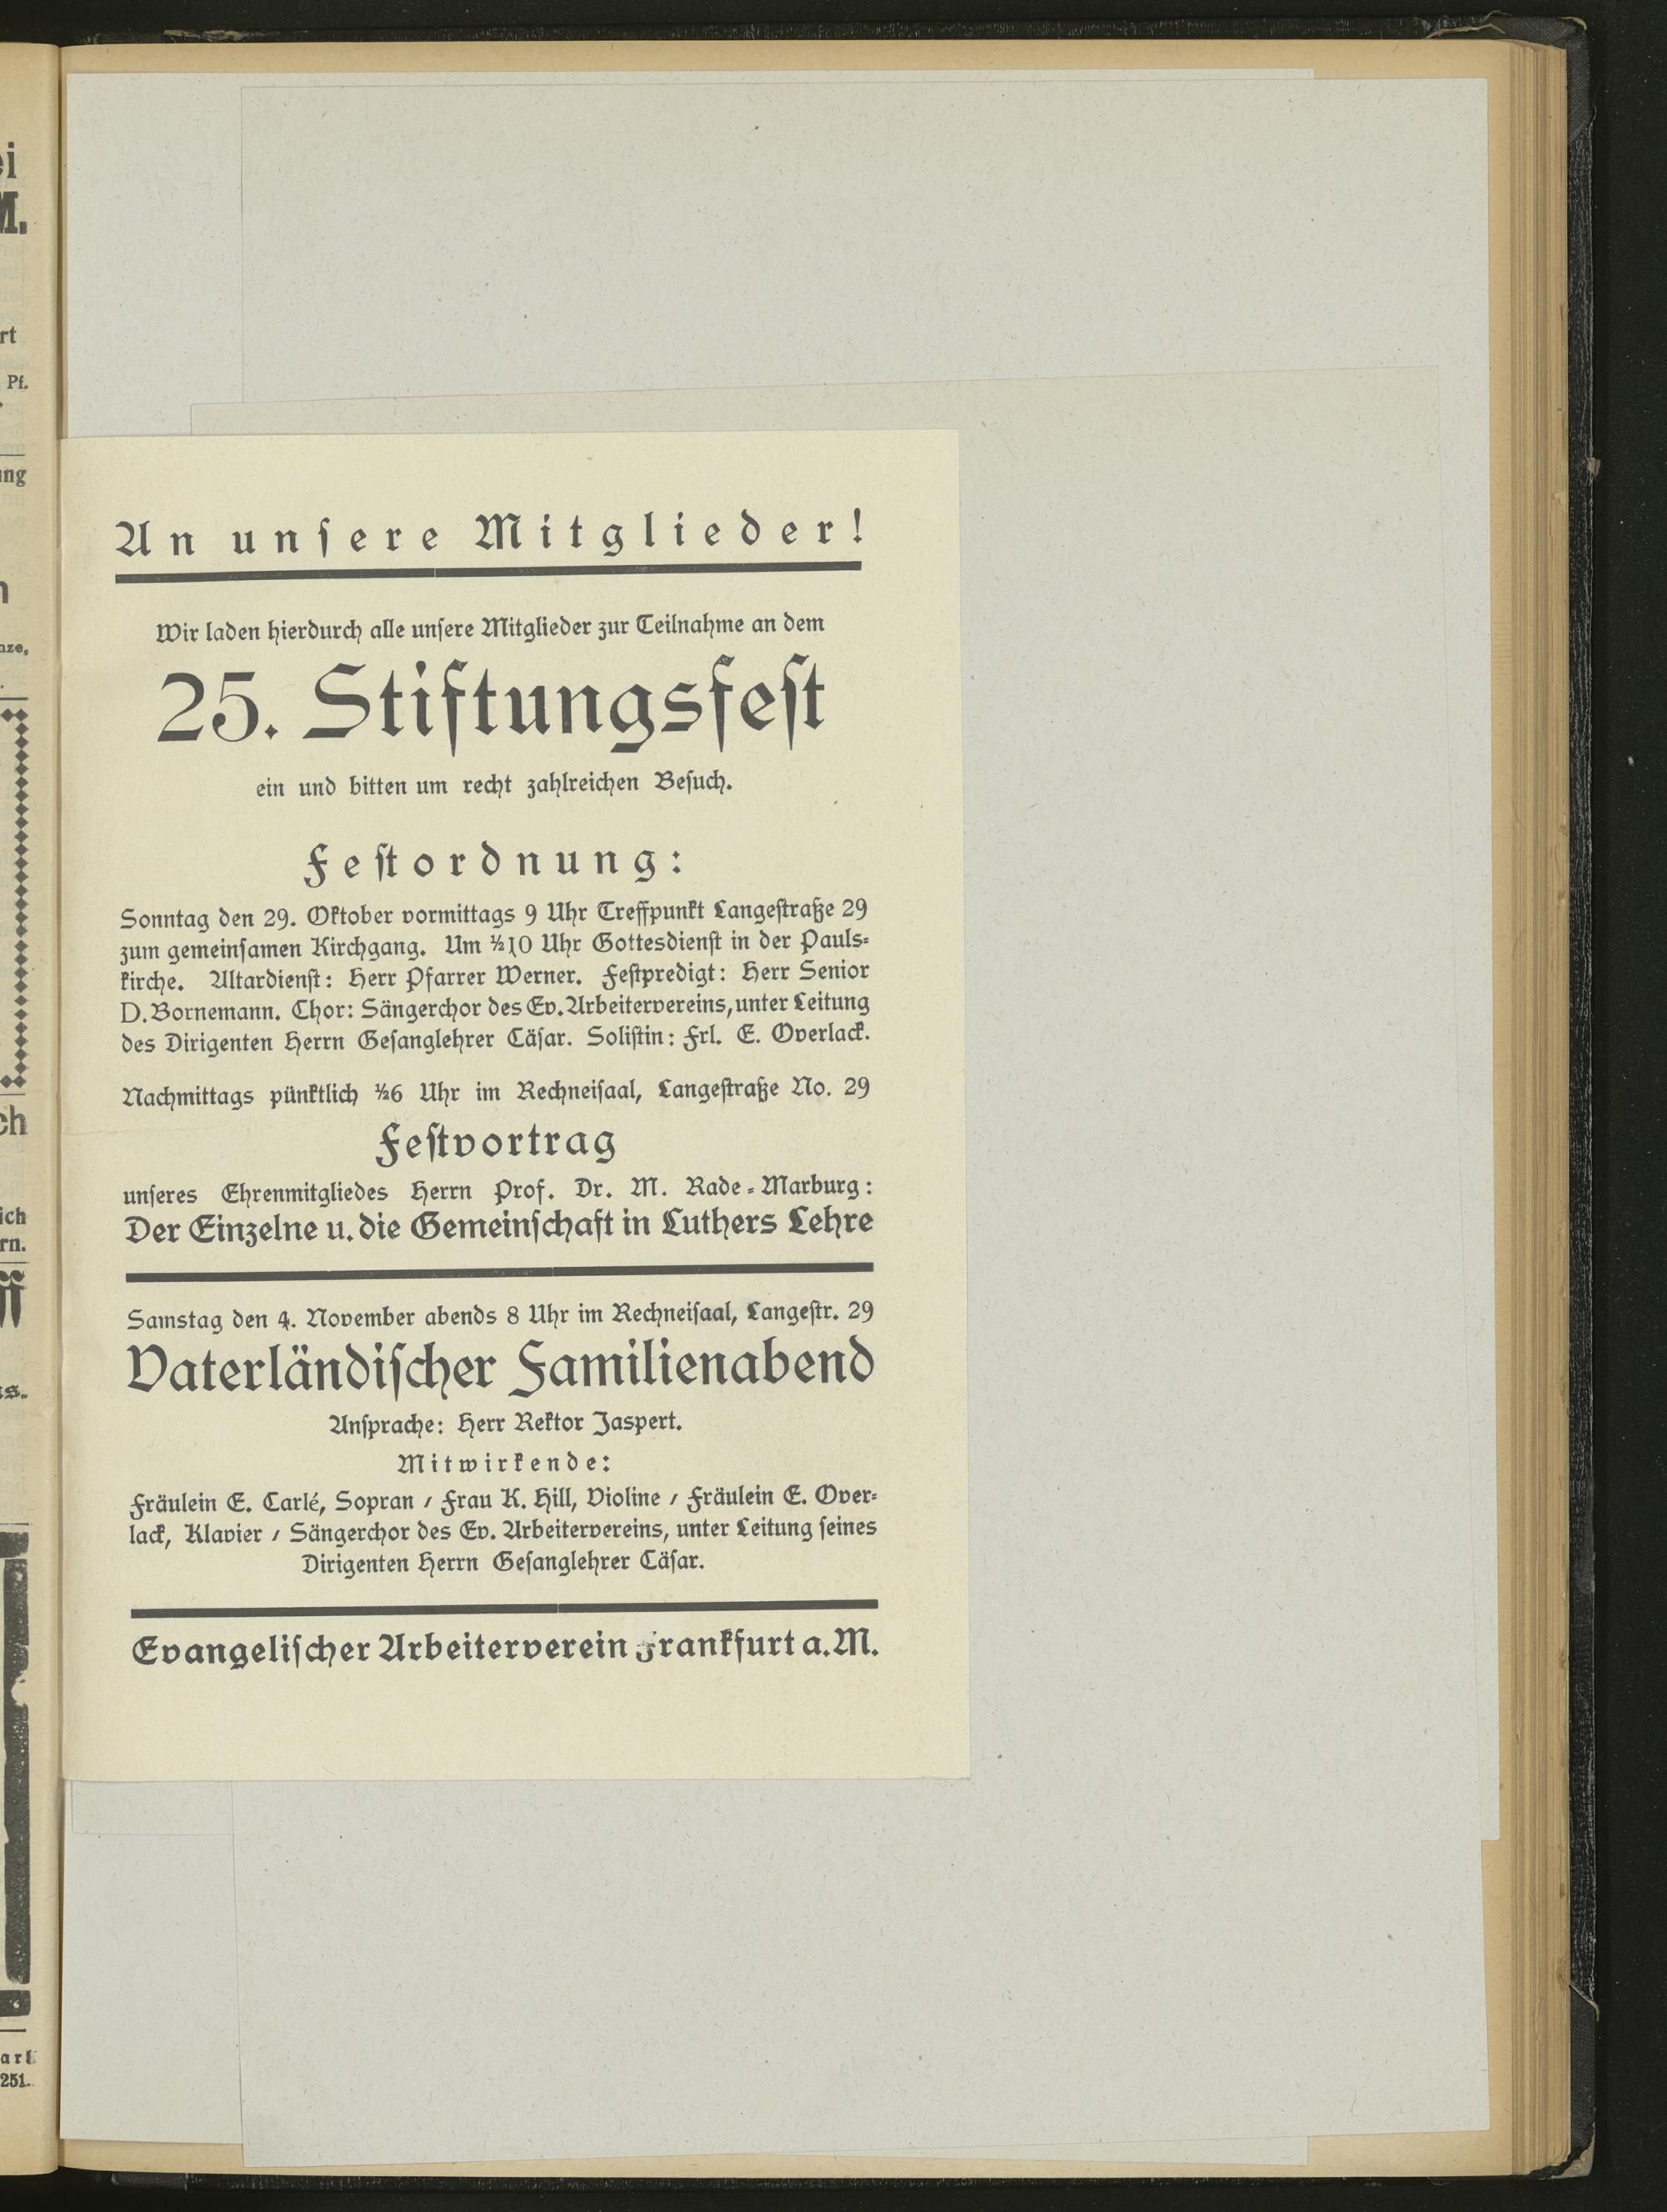 An unsere Mitglieder!
Wir laden hierdurch alle unsere Mitglieder zur Teilnahme an dem
25. Stiftungsfest
ein und bitten um recht zahlreichen Besuch.
Festordnung:
Sonntag den 29. Oktober vormittags 9 Uhr Treffpunkt Langestraße 29
zum gemeinsamen Kirchgang. Um ½10 Uhr Gottesdienst in der Pauls-
kirche. Altardienst: Herr Pfarrer Werner. Festpredigt: Herr Senior
D. Bornemann. Chor: Sängerchor des Ev. Arbeitervereins, unter Leitung
des Dirigenten Herrn Gesanglehrer Cäsar. Solistin: Frl. E. Overlack.
Nachmittags pünktlich ½6 Uhr im Rechneisaal, Langestraße No. 29
Festvortrag
unseres Ehrenmitgliedes Herrn Prof. Dr. M. Rade-Marburg:
Der Einzelne u. die Gemeinschaft in Luthers Lehre
Samstag den 4. November abends 8 Uhr im Rechneisaal, Langestr. 29
Vaterländischer Familienabend
Ansprache: Herr Rektor Jaspert.
Mitwirkende:
Fräulein E. Carlé, Sopran / Frau K. Hill, Violine / Fräulein E. Over-
lack, Klavier / Sängerchor des Ev. Arbeitervereins, unter Leitung seines
Dirigenten Herrn Gesanglehrer Cäsar.
Evangelischer Arbeiterverein Frankfurt a. M.